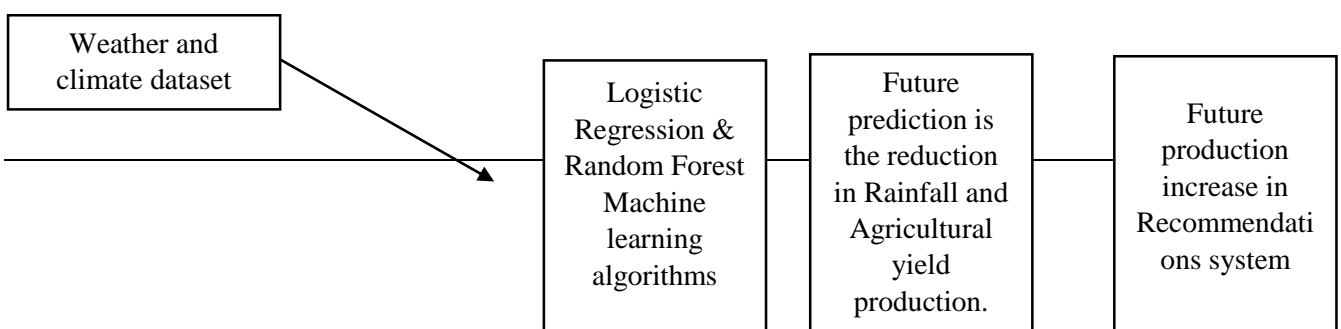 Weather and
climate dataset
Logistic
Regression &
Random Forest
Machine
learning
algorithms
Future
prediction is
the reduction
in Rainfall and
Agricultural
yield
production.
Future
production
increase in
Recommendati
ons system